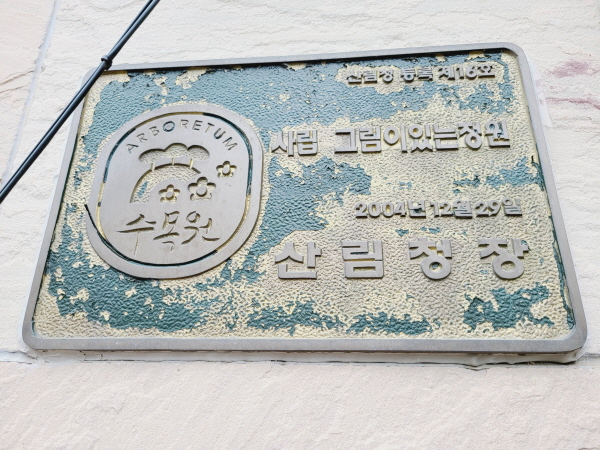 ARBORETUM
수목원
산림청 등록 제16호
사립 그림이있는정원
2004년12월29일
산림청장